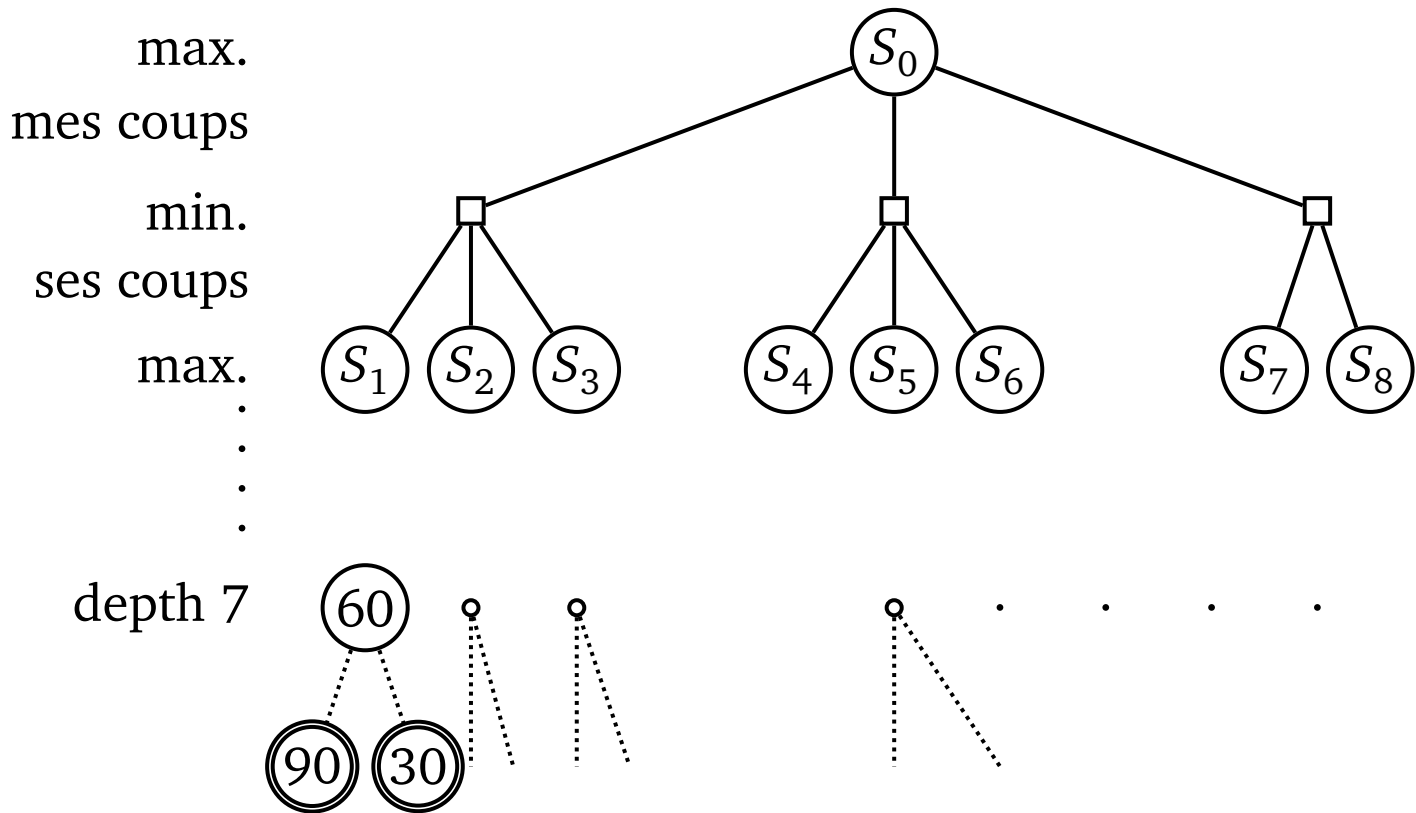 max.
S₀
mes coups
min.
ses coups
max.
S₁ S₂ S₃ S₄ S₅ S₆ S₇ S₈
.
.
.
.
depth 7
60
. . . .
90 30